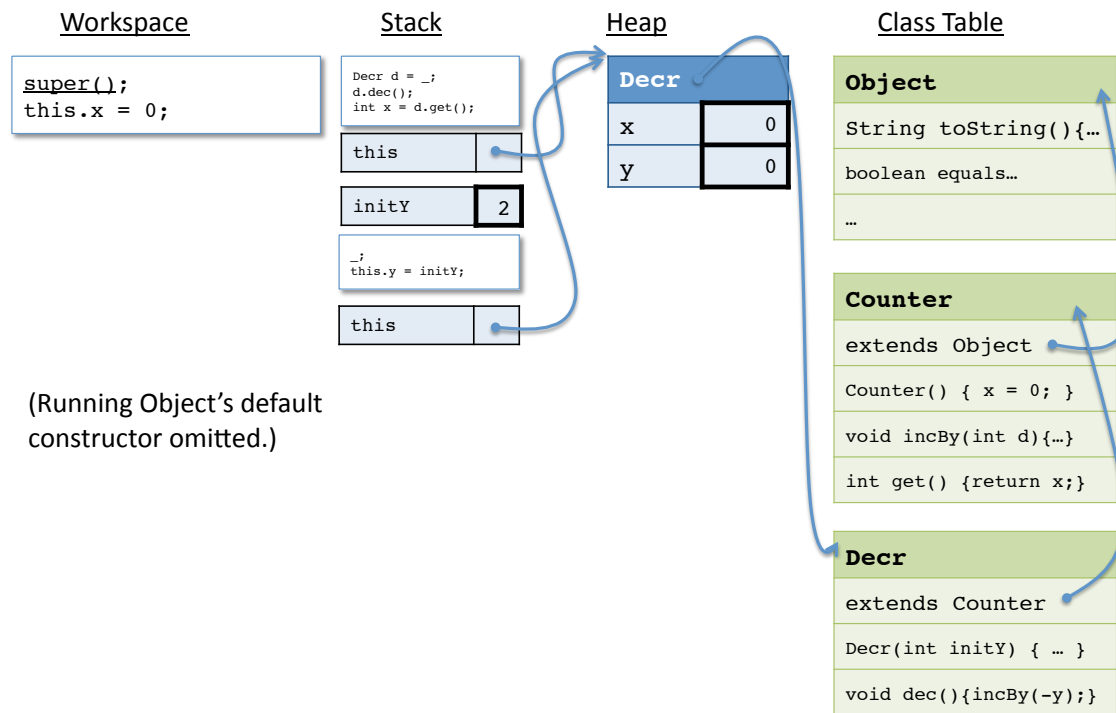 Workspace
Stack
Heap
Class Table
super();
this.x = 0;
Decr d = _;
d.dec();
int x = d.get();
this
initY 2
_;
this.y = initY;
this
Decr
x 0
y 0
Object
String toString(){…
boolean equals…
…
Counter
extends Object
Counter() { x = 0; }
void incBy(int d){…}
int get() {return x;}
Decr
extends Counter
Decr(int initY) { … }
void dec(){incBy(-y);}
(Running Object's default
constructor omitted.)